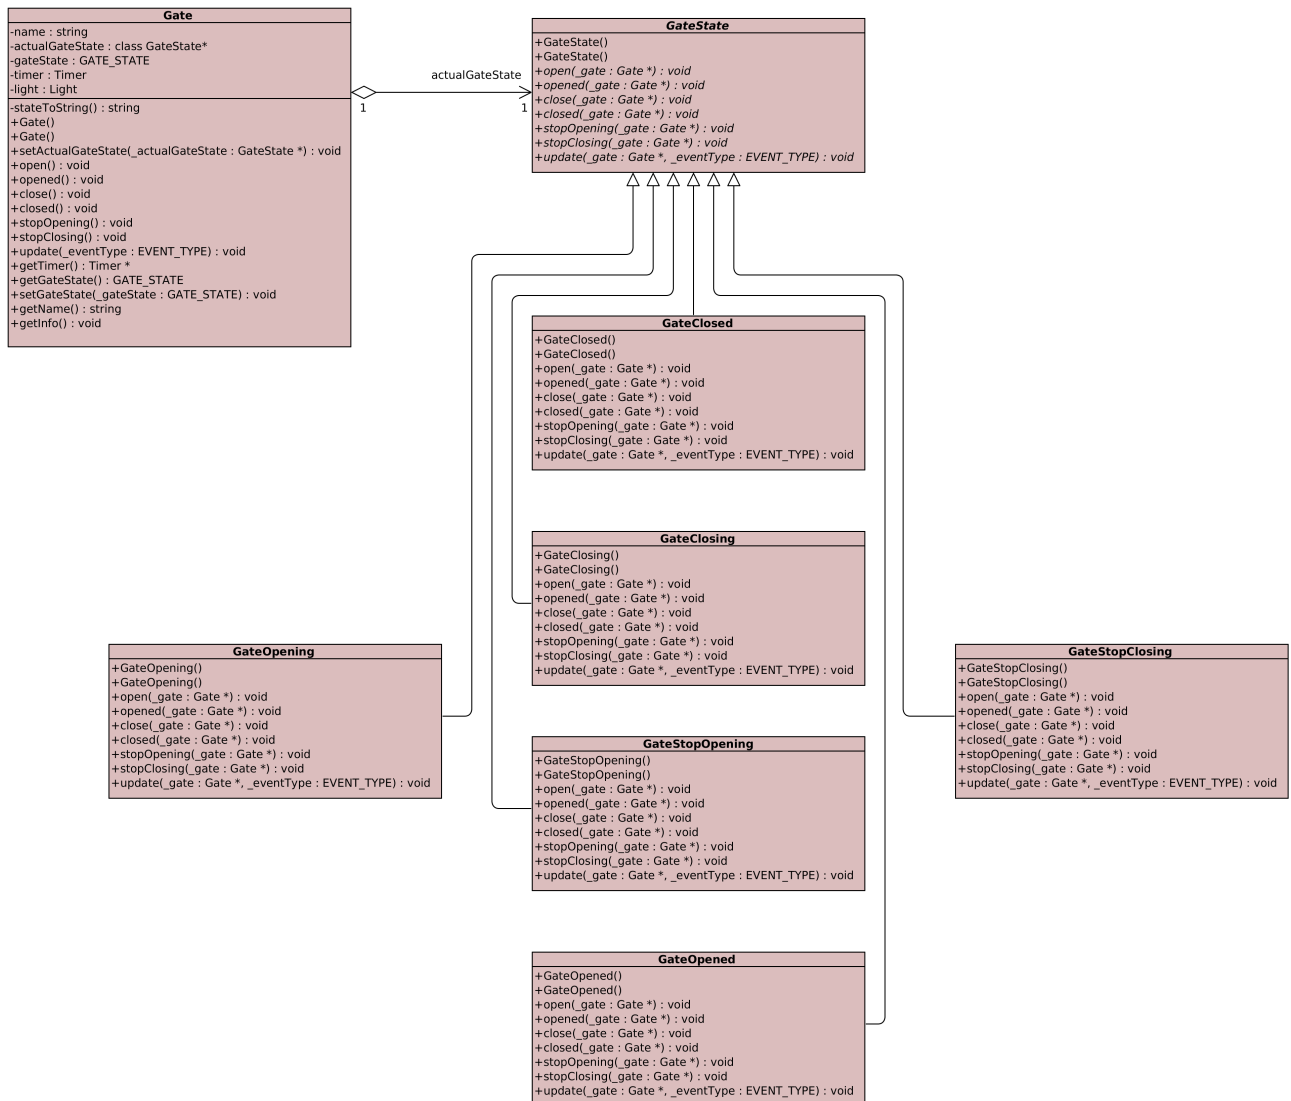 Gate
-name : string
-actualGateState : class GateState*
-gateState : GATE_STATE
-timer : Timer
-light : Light
-stateToString() : string
+Gate()
+Gate()
+setActualGateState(_actualGateState : GateState *) : void
+open() : void
+opened() : void
+close() : void
+closed() : void
+stopOpening() : void
+stopClosing() : void
+update(_eventType : EVENT_TYPE) : void
+getTimer() : Timer *
+getGateState() : GATE_STATE
+setGateState(_gateState : GATE_STATE) : void
+getName() : string
+getInfo() : void
actualGateState
1
1
GateState
+GateState()
+GateState()
+open(_gate : Gate *) : void
+opened(_gate : Gate *) : void
+close(_gate : Gate *) : void
+closed(_gate : Gate *) : void
+stopOpening(_gate : Gate *) : void
+stopClosing(_gate : Gate *) : void
+update(_gate : Gate *, _eventType : EVENT_TYPE) : void
GateClosed
+GateClosed()
+GateClosed()
+open(_gate : Gate *) : void
+opened(_gate : Gate *) : void
+close(_gate : Gate *) : void
+closed(_gate : Gate *) : void
+stopOpening(_gate : Gate *) : void
+stopClosing(_gate : Gate *) : void
+update(_gate : Gate *, _eventType : EVENT_TYPE) : void
GateClosing
+GateClosing()
+GateClosing()
+open(_gate : Gate *) : void
+opened(_gate : Gate *) : void
+close(_gate : Gate *) : void
+closed(_gate : Gate *) : void
+stopOpening(_gate : Gate *) : void
+stopClosing(_gate : Gate *) : void
+update(_gate : Gate *, _eventType : EVENT_TYPE) : void
GateOpening
+GateOpening()
+GateOpening()
+open(_gate : Gate *) : void
+opened(_gate : Gate *) : void
+close(_gate : Gate *) : void
+closed(_gate : Gate *) : void
+stopOpening(_gate : Gate *) : void
+stopClosing(_gate : Gate *) : void
+update(_gate : Gate *, _eventType : EVENT_TYPE) : void
GateStopClosing
+GateStopClosing()
+GateStopClosing()
+open(_gate : Gate *) : void
+opened(_gate : Gate *) : void
+close(_gate : Gate *) : void
+closed(_gate : Gate *) : void
+stopOpening(_gate : Gate *) : void
+stopClosing(_gate : Gate *) : void
+update(_gate : Gate *, _eventType : EVENT_TYPE) : void
GateStopOpening
+GateStopOpening()
+GateStopOpening()
+open(_gate : Gate *) : void
+opened(_gate : Gate *) : void
+close(_gate : Gate *) : void
+closed(_gate : Gate *) : void
+stopOpening(_gate : Gate *) : void
+stopClosing(_gate : Gate *) : void
+update(_gate : Gate *, _eventType : EVENT_TYPE) : void
GateOpened
+GateOpened()
+GateOpened()
+open(_gate : Gate *) : void
+opened(_gate : Gate *) : void
+close(_gate : Gate *) : void
+closed(_gate : Gate *) : void
+stopOpening(_gate : Gate *) : void
+stopClosing(_gate : Gate *) : void
+update(_gate : Gate *, _eventType : EVENT_TYPE) : void